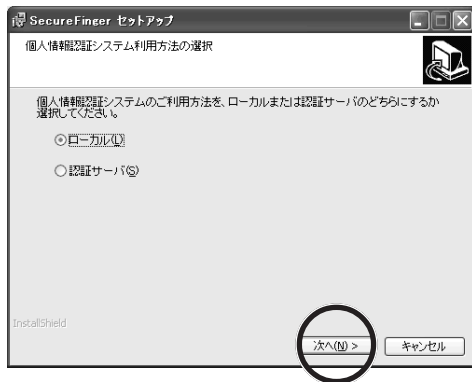 SecureFinger セットアップ
個人情報認証システム利用方法の選択
個人情報認証システムのご利用方法を、ローカルまたは認証サーバのどちらにするか
選択してください。
ローカル(L)
認証サーバ(S)
InstallShield
次へ(N) >
キャンセル